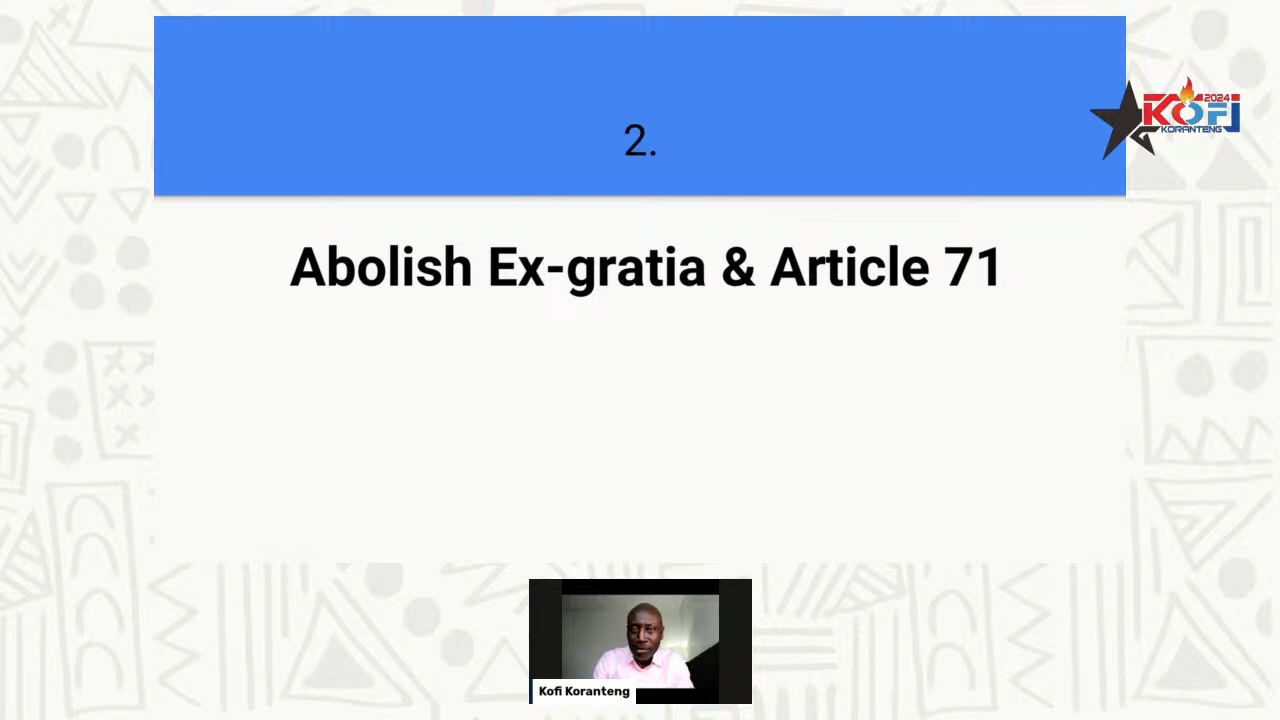 2.
2024
KOFI
KORANTENG
Abolish Ex-gratia & Article 71
Kofi Koranteng